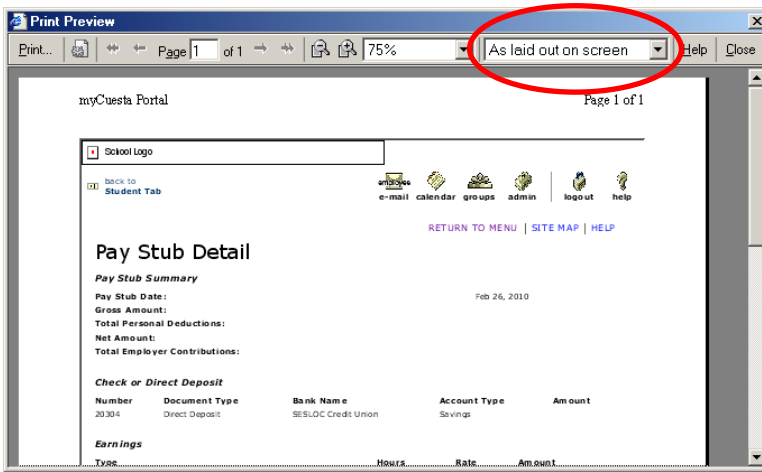 Print Preview
Print... Page 1 of 1 75% As laid out on screen Help Close
myCuesta Portal Page 1 of 1
School Logo
back to
Student Tab
employee
e-mail calendar groups admin logout help
RETURN TO MENU | SITE MAP | HELP
Pay Stub Detail
Pay Stub Summary
Pay Stub Date: Feb 26, 2010
Gross Amount:
Total Personal Deductions:
Net Amount:
Total Employer Contributions:
Check or Direct Deposit
Number Document Type Bank Name Account Type Amount
20304 Direct Deposit SESLOC Credit Union Savings
Earnings
Type Hours Rate Amount